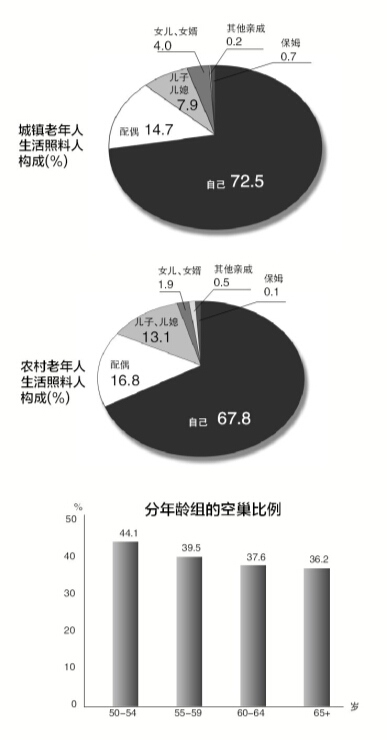 女儿、女婿
4.0
其他亲戚
0.2
保姆
0.7
儿子
儿媳
7.9
城镇老年人
生活照料人
构成(%)
配偶 14.7
自己 72.5
女儿、女婿
1.9
其他亲戚
0.5
保姆
0.1
儿子、儿媳
13.1
农村老年人
生活照料人
构成(%)
配偶
16.8
自己 67.8
分年龄组的空巢比例
%
50
40
30
20
10
0
44.1
39.5
37.6
36.2
50-54
55-59
60-64
65+
岁